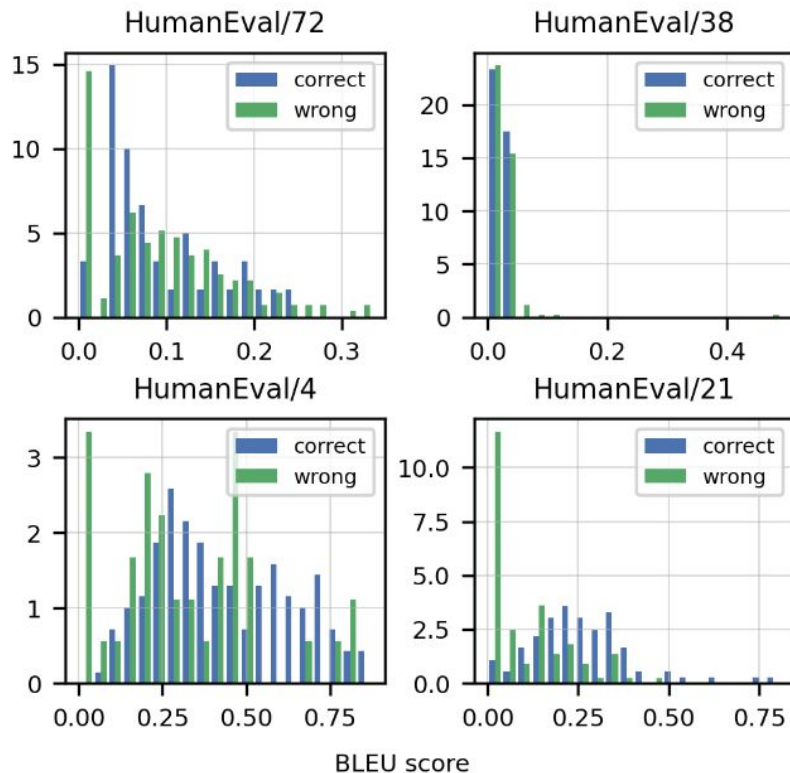 HumanEval/72
15
10
5
0
0.0 0.1 0.2 0.3
correct
wrong
HumanEval/38
20
15
10
5
0
0.0 0.2 0.4
correct
wrong
HumanEval/4
3
2
1
0
0.00 0.25 0.50 0.75
correct
wrong
HumanEval/21
10.0
7.5
5.0
2.5
0.0
0.00 0.25 0.50 0.75
correct
wrong
BLEU score